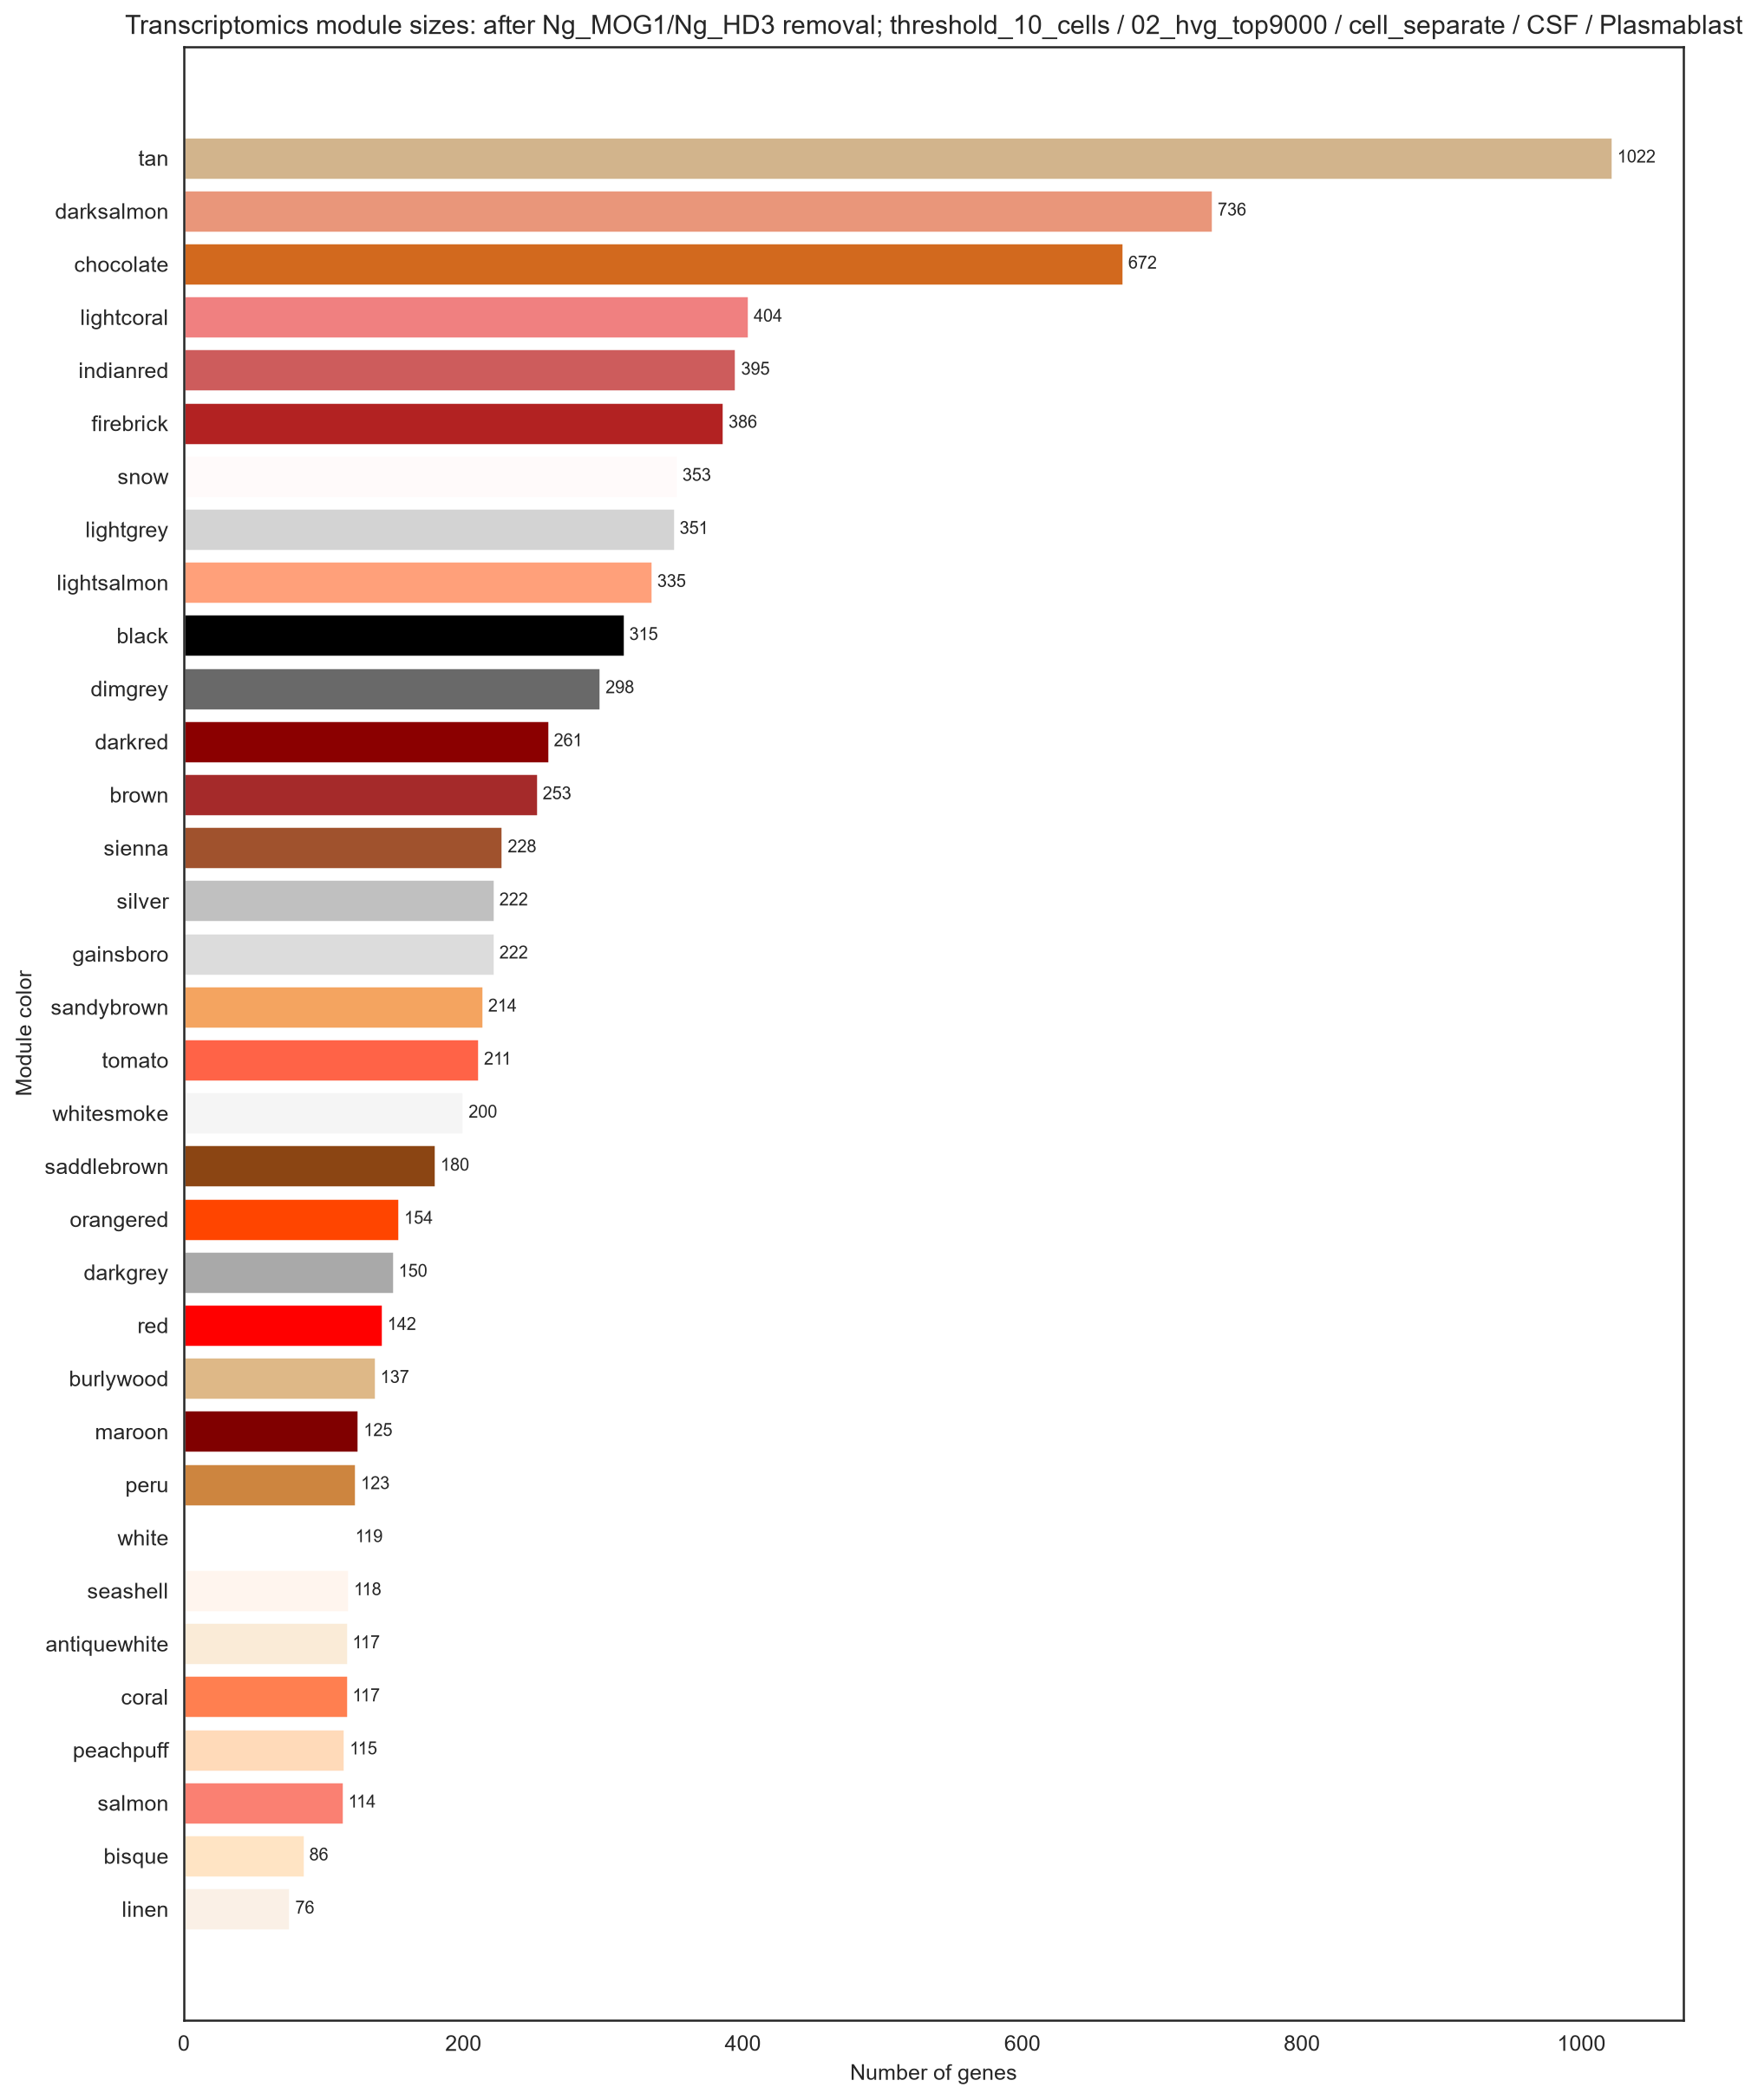 Transcriptomics module sizes: after Ng_MOG1/Ng_HD3 removal; threshold_10_cells / 02_hvg_top9000 / cell_separate / CSF / Plasmablast
tan 1022
darksalmon 736
chocolate 672
lightcoral 404
indianred 395
firebrick 386
snow 353
lightgrey 351
lightsalmon 335
black 315
dimgrey 298
darkred 261
brown 253
sienna 228
silver 222
gainsboro 222
sandybrown 214
tomato 211
whitesmoke 200
saddlebrown 180
orangered 154
darkgrey 150
red 142
burlywood 137
maroon 125
peru 123
white 119
seashell 118
antiquewhite 117
coral 117
peachpuff 115
salmon 114
bisque 86
linen 76
Module color
0 200 400 600 800 1000
Number of genes